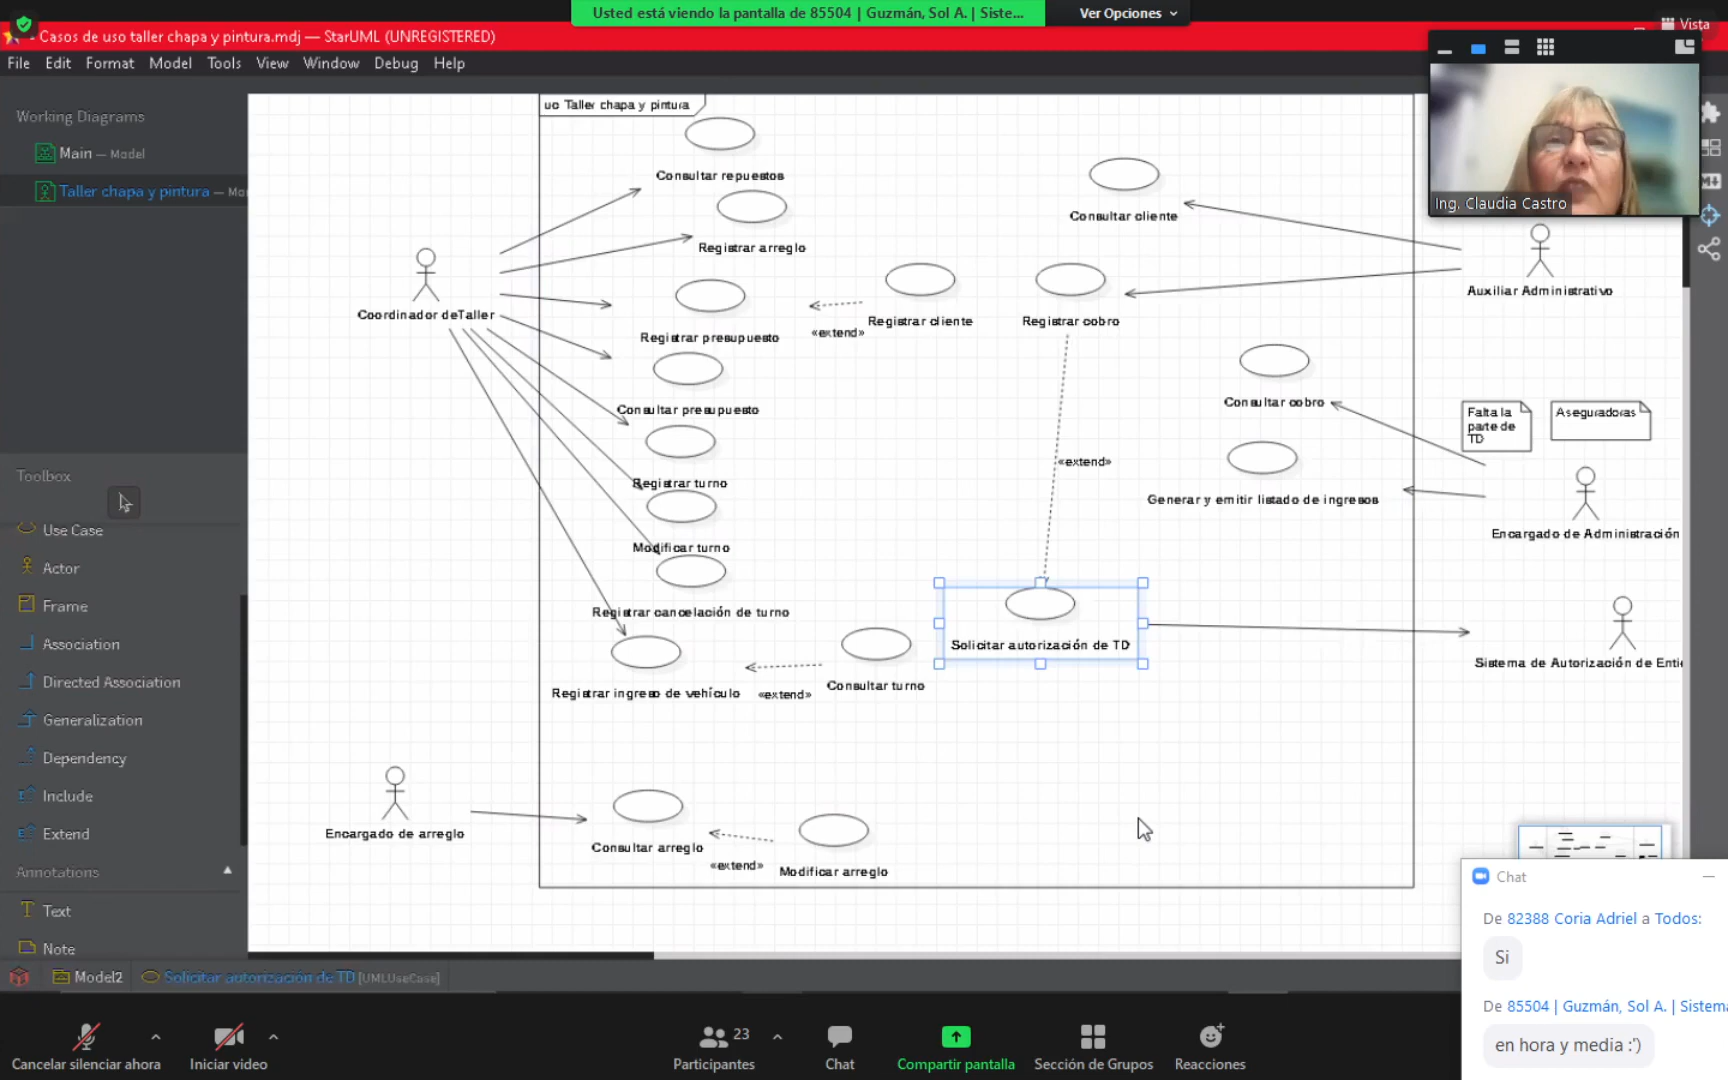 Usted está viendo la pantalla de 85504 | Guzmán, Sol A. | Siste...
Ver Opciones
Vista
Casos de uso taller chapa y pintura.mdj — StarUML (UNREGISTERED)
File Edit Format Model Tools View Window Debug Help
Working Diagrams
Main — Model
Taller chapa y pintura — Mo
Toolbox
Use Case
Actor
Frame
Association
Directed Association
Generalization
Dependency
Include
Extend
Annotations
Text
Note
uc Taller chapa y pintura
Consultar repuestos
Registrar arreglo
Coordinador deTaller
Registrar presupuesto
«extend»
Registrar cliente
Consultar cliente
Registrar cobro
Auxiliar Administrativo
Consultar presupuesto
Consultar cobro
Falta la
parte de
TD
Aseguradoras
«extend»
Registrar turno
Generar y emitir listado de ingresos
Encargado de Administración
Modificar turno
Registrar cancelación de turno
Solicitar autorización de TD
Sistema de Autorización de Enti
Registrar ingreso de vehículo
«extend»
Consultar turno
Encargado de arreglo
Consultar arreglo
«extend»
Modificar arreglo
Ing. Claudia Castro
Model2
Solicitar autorización de TD [UMLUseCase]
Chat
De 82388 Coria Adriel a Todos:
Si
De 85504 | Guzmán, Sol A. | Sistema
en hora y media :')
Cancelar silenciar ahora
Iniciar video
23
Participantes
Chat
Compartir pantalla
Sección de Grupos
Reacciones